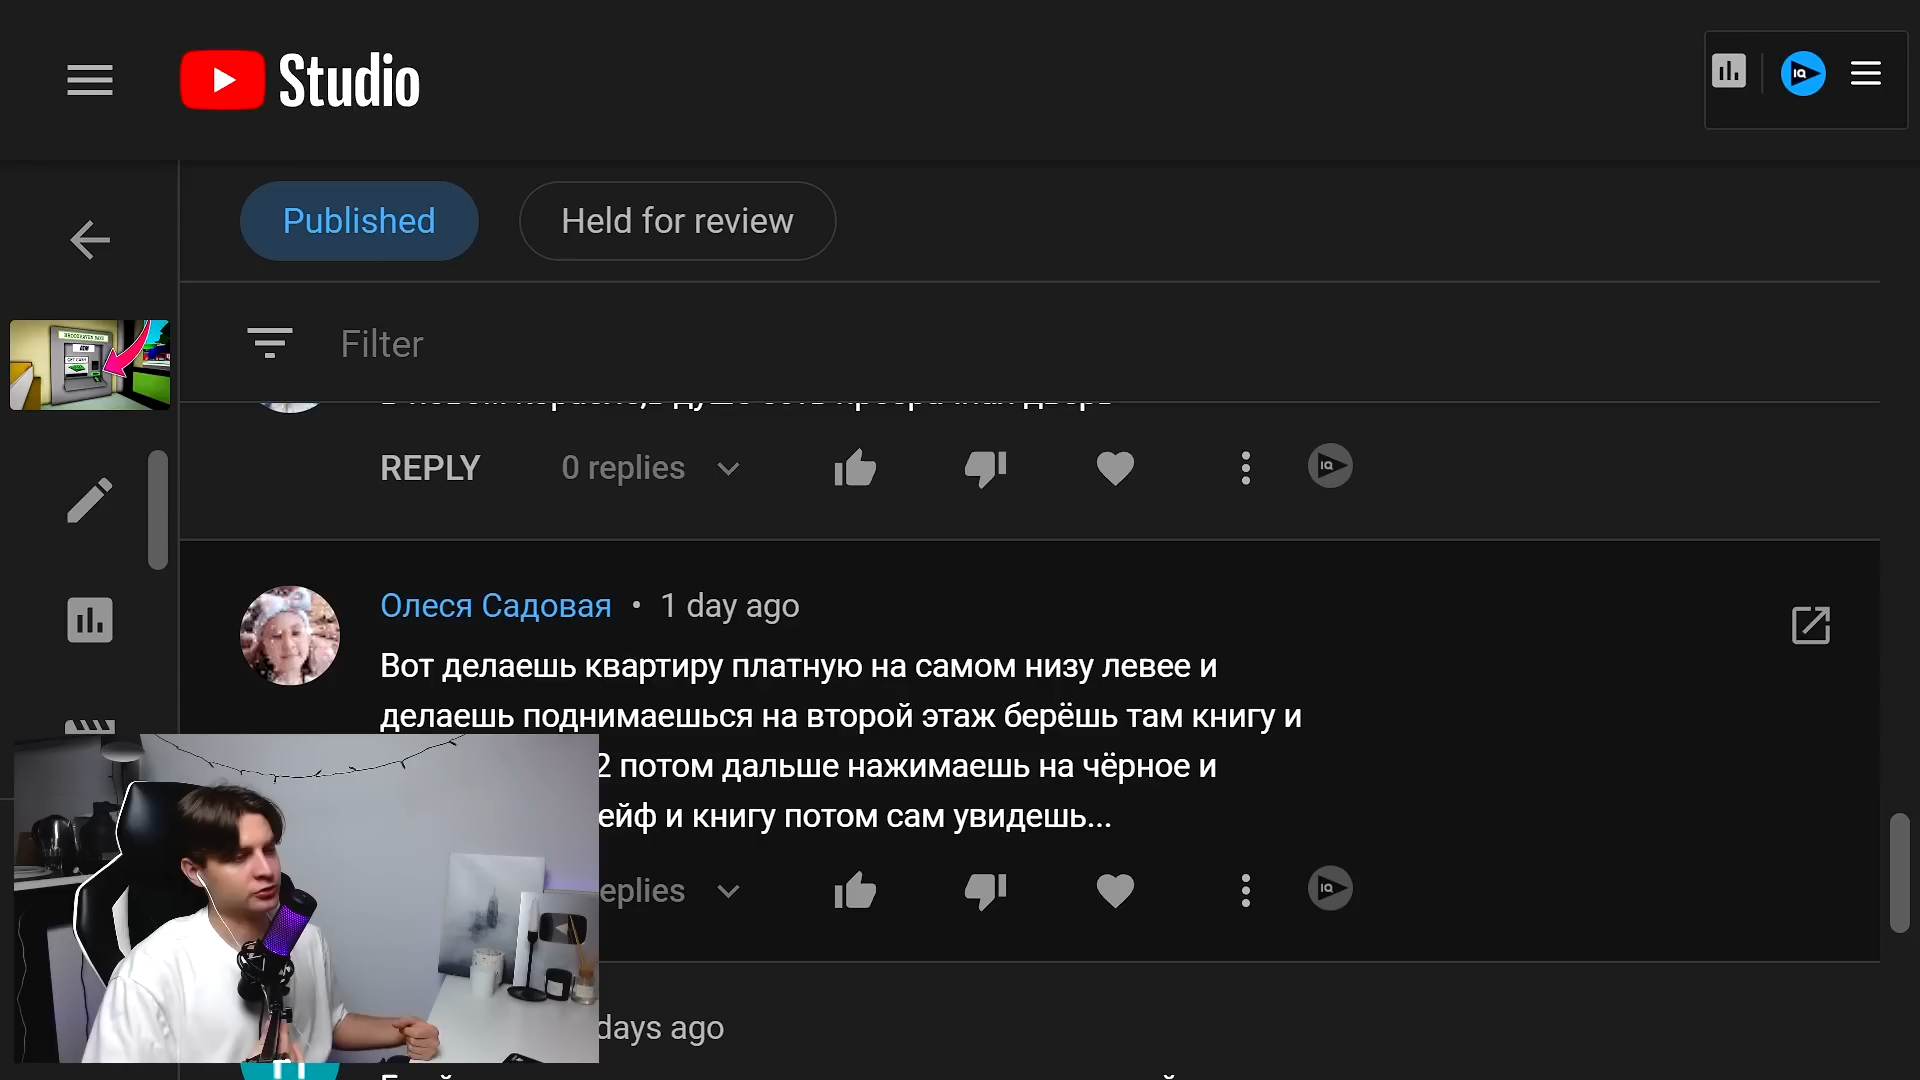 Studio
Published
Held for review
Filter
REPLY
0 replies
Олеся Садовая • 1 day ago
Вот делаешь квартиру платную на самом низу левее и
делаешь поднимаешься на второй этаж берёшь там книгу и
2 потом дальше нажимаешь на чёрное и
ейф и книгу потом сам увидешь...
eplies
days ago